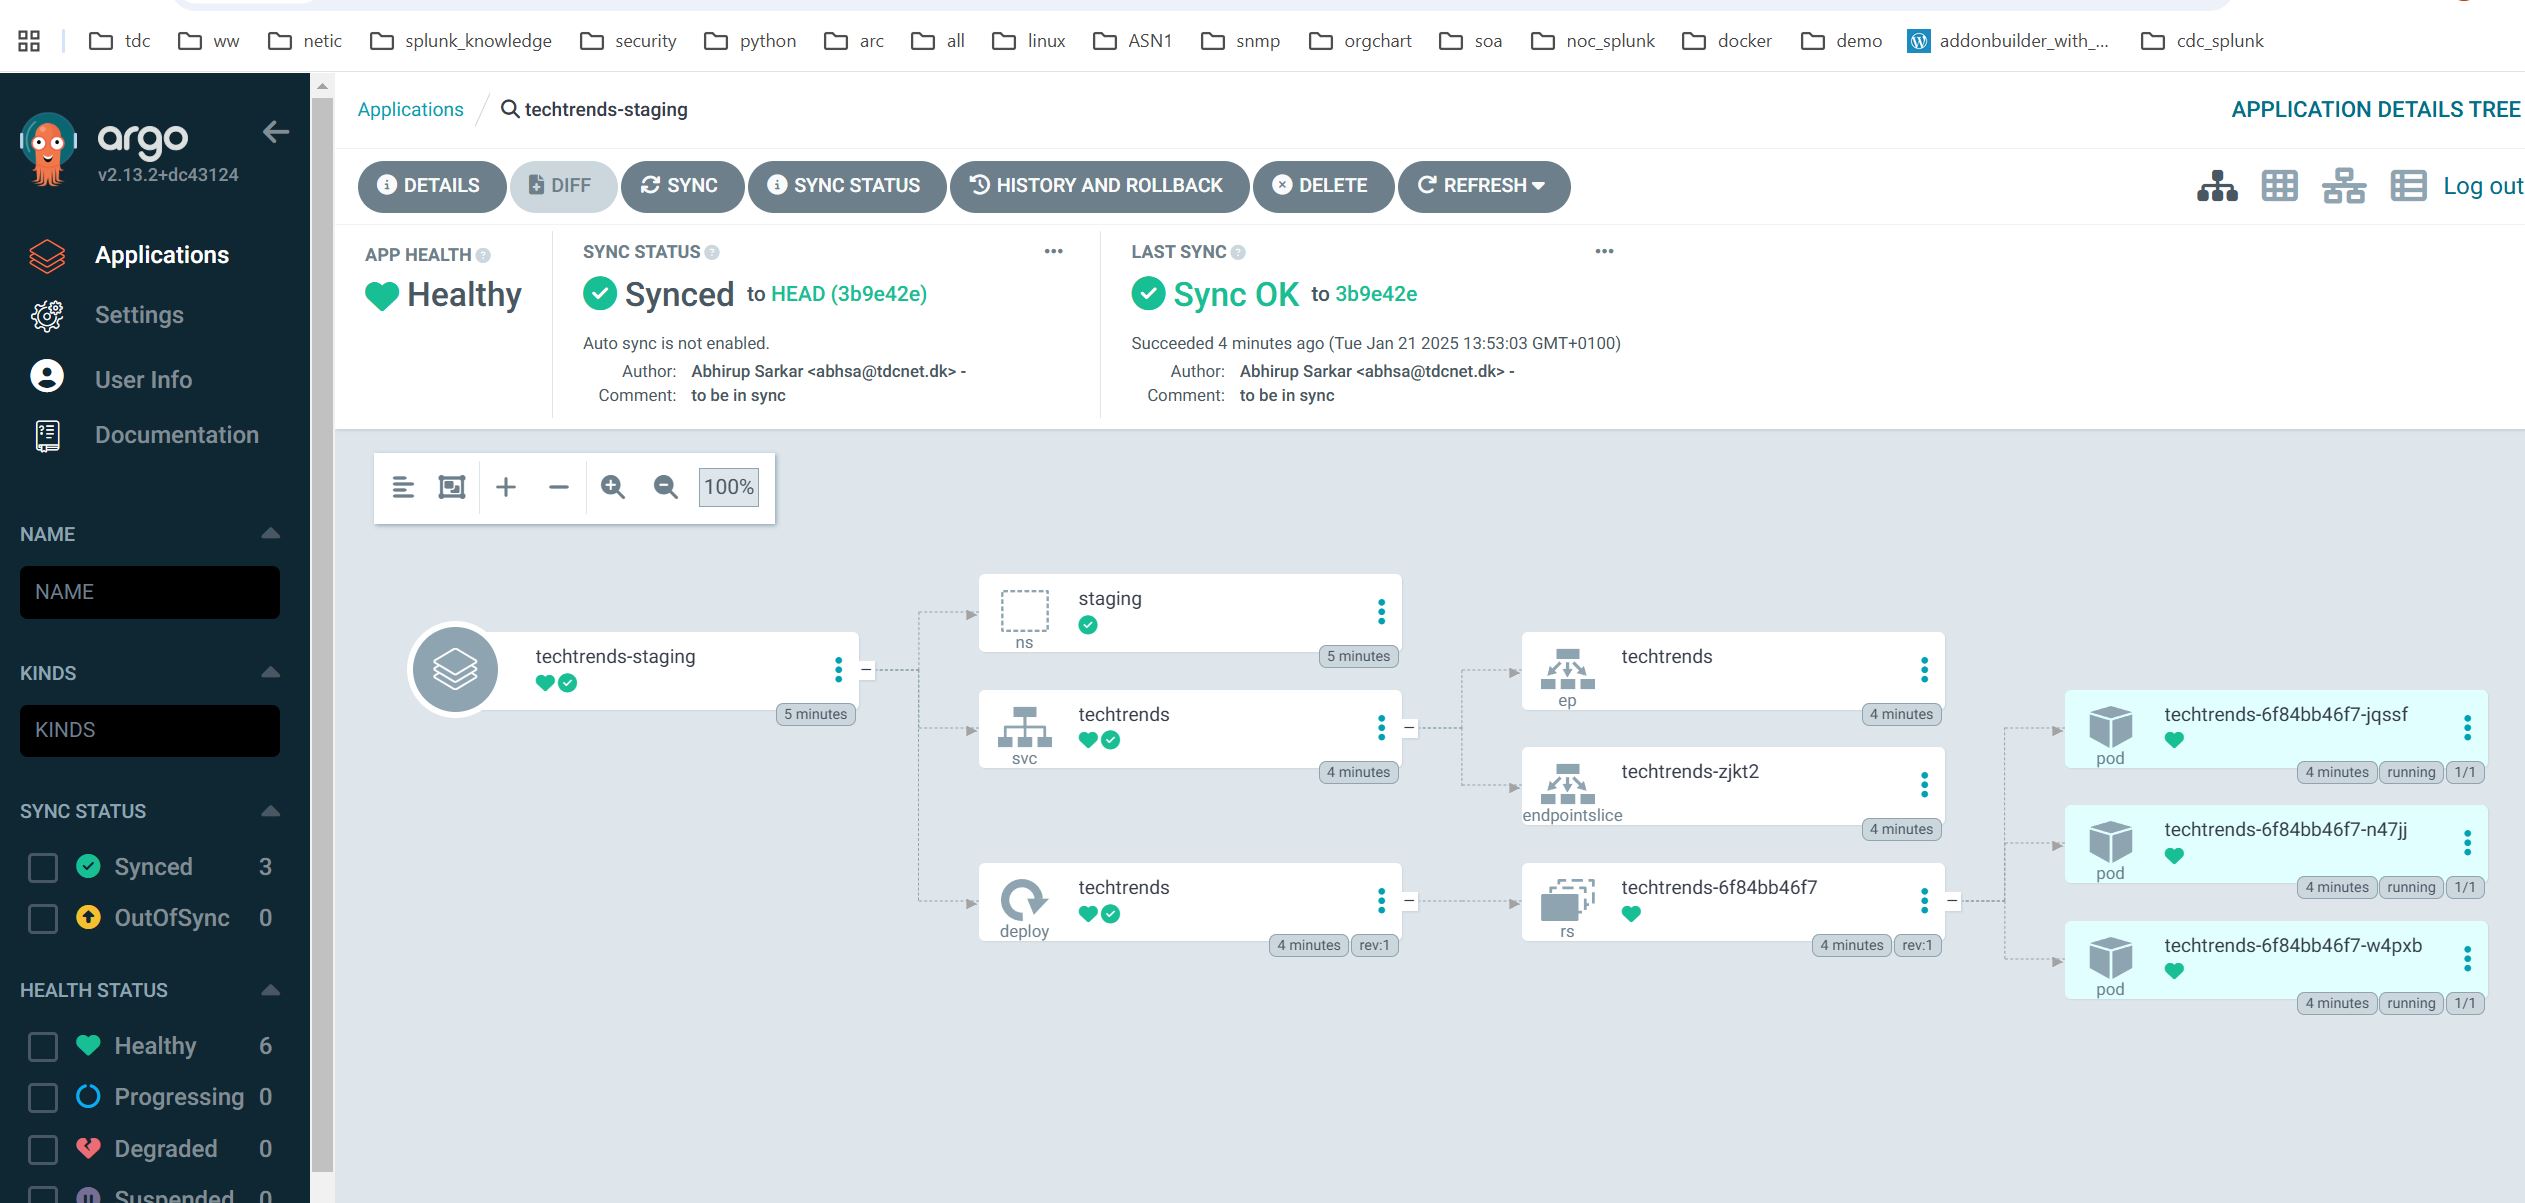 tdc ww netic splunk_knowledge security python arc all linux ASN1 snmp orgchart soa noc_splunk docker demo addonbuilder_with_... cdc_splunk
argo
v2.13.2+dc43124
Applications
Settings
User Info
Documentation
NAME
NAME
KINDS
KINDS
SYNC STATUS
Synced 3
OutOfSync 0
HEALTH STATUS
Healthy 6
Progressing 0
Degraded 0
Suspended 0
Applications / techtrends-staging
APPLICATION DETAILS TREE
DETAILS DIFF SYNC SYNC STATUS HISTORY AND ROLLBACK DELETE REFRESH
Log out
APP HEALTH
Healthy
SYNC STATUS
Synced to HEAD (3b9e42e)
Auto sync is not enabled.
Author: Abhirup Sarkar <abhsa@tdcnet.dk> -
Comment: to be in sync
LAST SYNC
Sync OK to 3b9e42e
Succeeded 4 minutes ago (Tue Jan 21 2025 13:53:03 GMT+0100)
Author: Abhirup Sarkar <abhsa@tdcnet.dk> -
Comment: to be in sync
100%
techtrends-staging
5 minutes
staging
ns
5 minutes
techtrends
svc
4 minutes
techtrends
deploy
4 minutes rev:1
techtrends
ep
4 minutes
techtrends-zjkt2
endpointslice
4 minutes
techtrends-6f84bb46f7
rs
4 minutes rev:1
techtrends-6f84bb46f7-jqssf
pod
4 minutes running 1/1
techtrends-6f84bb46f7-n47jj
pod
4 minutes running 1/1
techtrends-6f84bb46f7-w4pxb
pod
4 minutes running 1/1